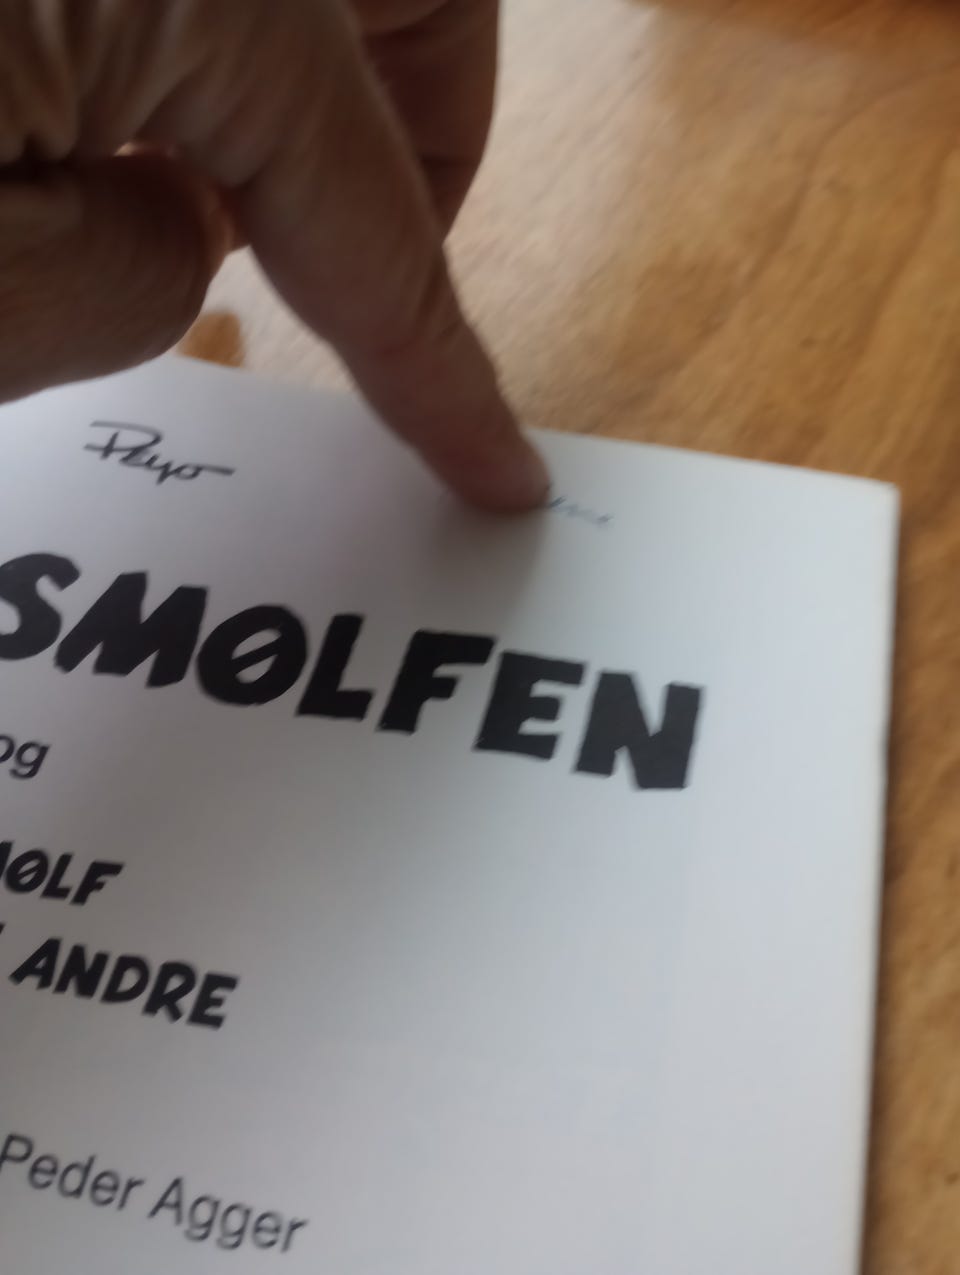 Peyo
SMØLFEN
og
ANDRE
Peder Agger